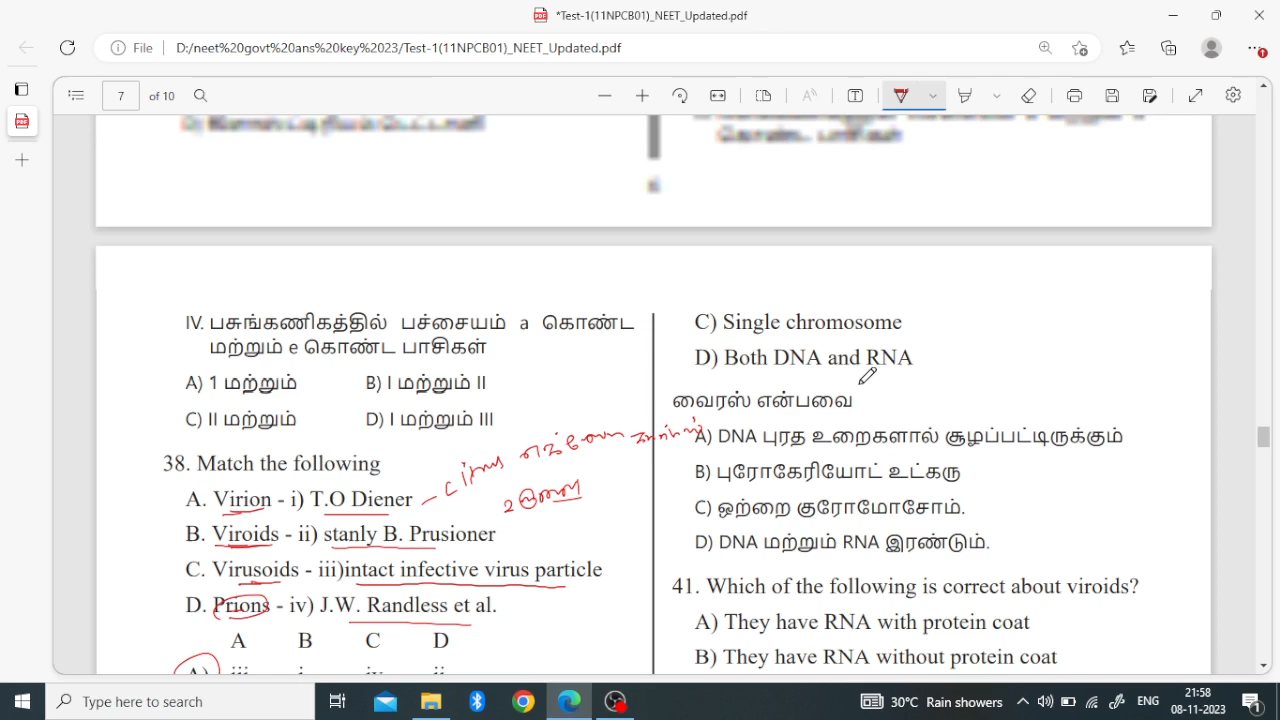 *Test-1(11NPCB01)_NEET_Updated.pdf
File
D:/neet%20govt%20ans%20key%2023/Test-1(11NPCB01)_NEET_Updated.pdf
7 of 10
IV. பசுங்கணிகத்தில் பச்சையம் a கொண்ட
மற்றும் e கொண்ட பாசிகள்
A) 1 மற்றும் B) I மற்றும் II
C) II மற்றும் D) I மற்றும் III
38. Match the following
A. Virion - i) T.O Diener
B. Viroids - ii) stanly B. Prusioner
C. Virusoids - iii)intact infective virus particle
D. Prions - iv) J.W. Randless et al.
A B C D
A) iii i iv ii
C) Single chromosome
D) Both DNA and RNA
வைரஸ் என்பவை
A) DNA புரத உறைகளால் சூழப்பட்டிருக்கும்
B) புரோகேரியோட் உட்கரு
C) ஒற்றை குரோமோசோம்.
D) DNA மற்றும் RNA இரண்டும்.
41. Which of the following is correct about viroids?
A) They have RNA with protein coat
B) They have RNA without protein coat
Type here to search
30°C Rain showers
ENG
21:58
08-11-2023